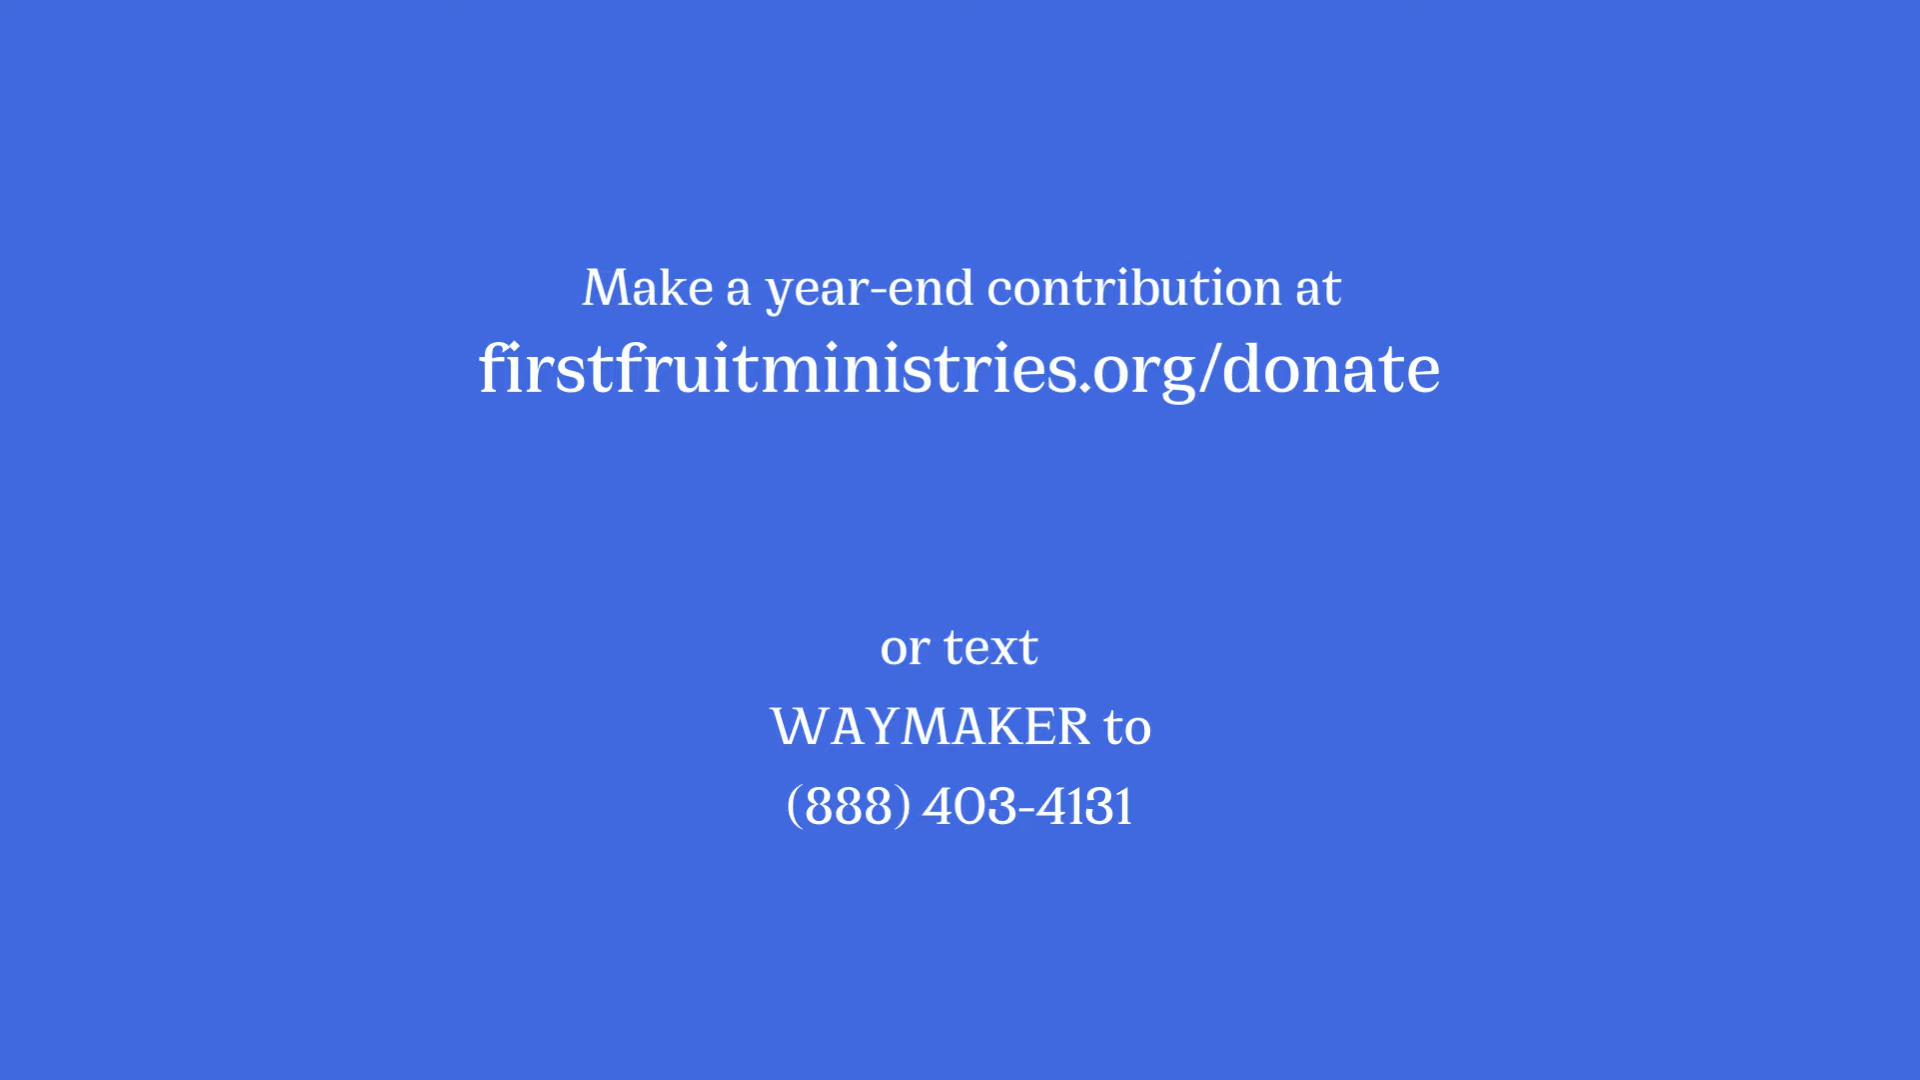 Make a year-end contribution at
firstfruitministries.org/donate
or text
WAYMAKER to
(888) 403-4131